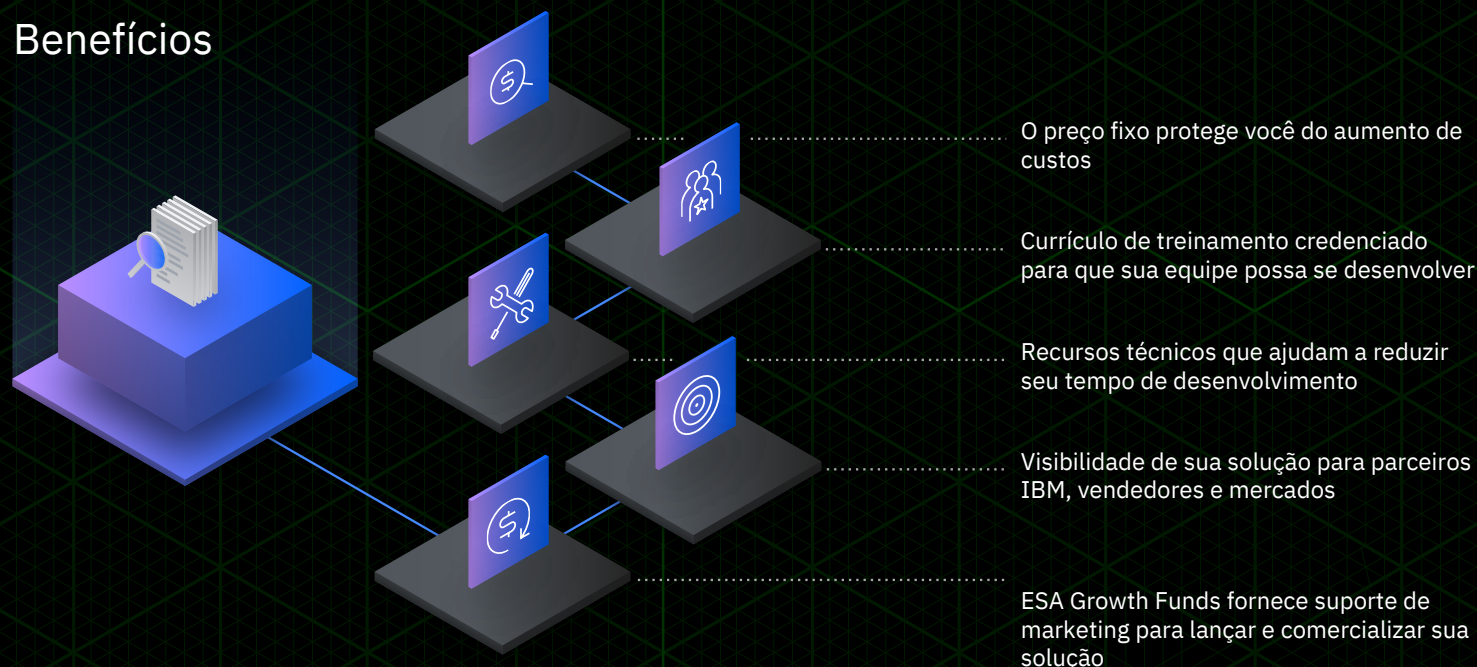 Benefícios
O preço fixo protege você do aumento de
custos
Currículo de treinamento credenciado
para que sua equipe possa se desenvolver
Recursos técnicos que ajudam a reduzir
seu tempo de desenvolvimento
Visibilidade de sua solução para parceiros
IBM, vendedores e mercados
ESA Growth Funds fornece suporte de
marketing para lançar e comercializar sua
solução